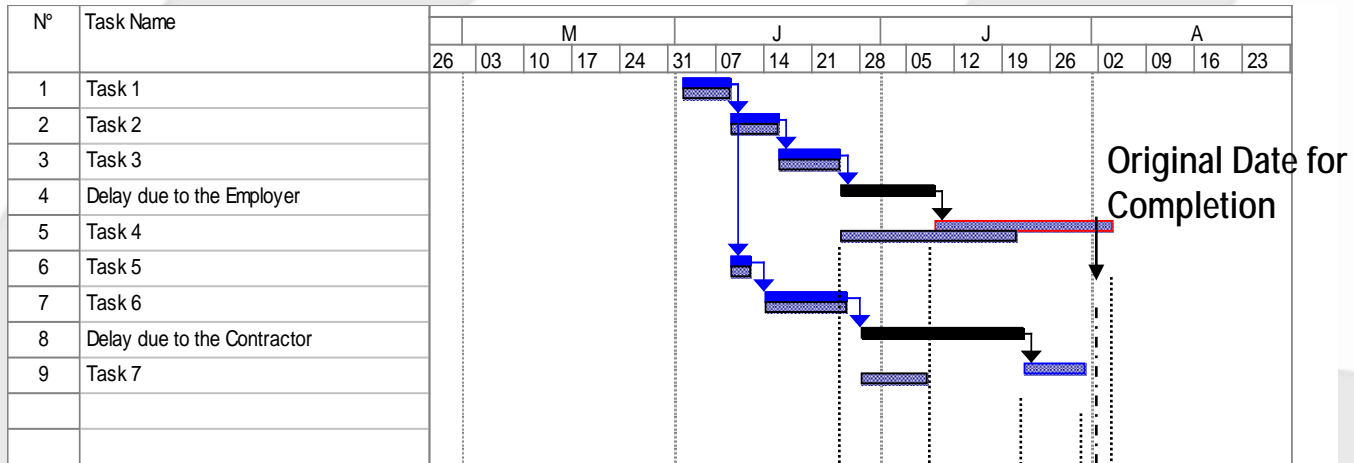 N° Task Name
M J J A
26 03 10 17 24 31 07 14 21 28 05 12 19 26 02 09 16 23
1 Task 1
2 Task 2
3 Task 3
4 Delay due to the Employer
5 Task 4
6 Task 5
7 Task 6
8 Delay due to the Contractor
9 Task 7
Original Date for
Completion